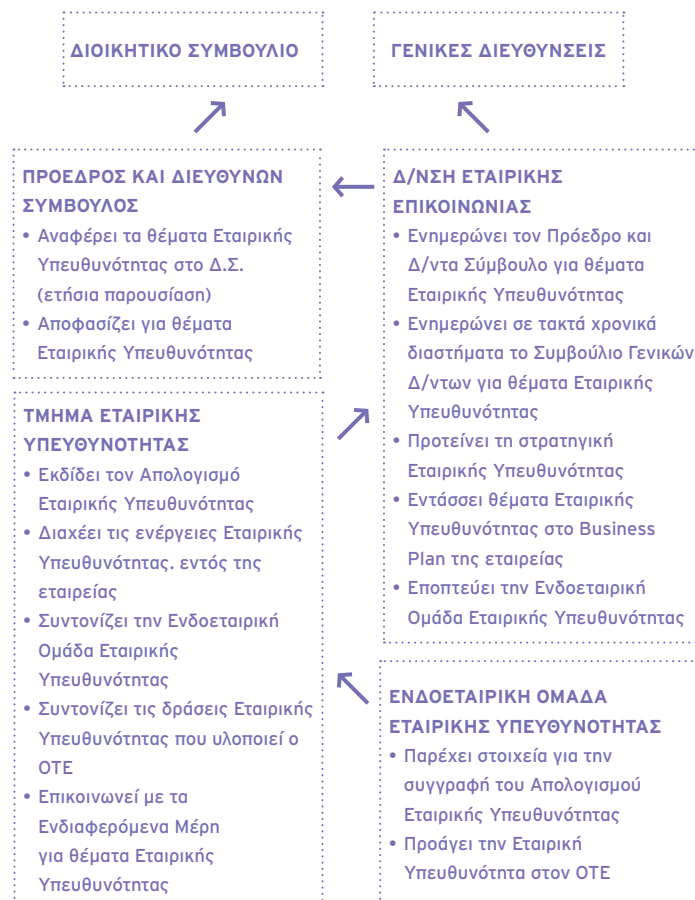 ΔΙΟΙΚΗΤΙΚΟ ΣΥΜΒΟΥΛΙΟ
ΓΕΝΙΚΕΣ ΔΙΕΥΘΥΝΣΕΙΣ
ΠΡΟΕΔΡΟΣ ΚΑΙ ΔΙΕΥΘΥΝΩΝ
ΣΥΜΒΟΥΛΟΣ
• Αναφέρει τα θέματα Εταιρικής
Υπευθυνότητας στο Δ.Σ.
(ετήσια παρουσίαση)
• Αποφασίζει για θέματα
Εταιρικής Υπευθυνότητας
Δ/ΝΣΗ ΕΤΑΙΡΙΚΗΣ
ΕΠΙΚΟΙΝΩΝΙΑΣ
• Ενημερώνει τον Πρόεδρο και
Δ/ντα Σύμβουλο για θέματα
Εταιρικής Υπευθυνότητας
• Ενημερώνει σε τακτά χρονικά
διαστήματα το Συμβούλιο Γενικών
Δ/ντων για θέματα Εταιρικής
Υπευθυνότητας
• Προτείνει τη στρατηγική
Εταιρικής Υπευθυνότητας
• Εντάσσει θέματα Εταιρικής
Υπευθυνότητας στο Business
Plan της εταιρείας
• Εποπτεύει την Ενδοεταιρική
Ομάδα Εταιρικής Υπευθυνότητας
ΤΜΗΜΑ ΕΤΑΙΡΙΚΗΣ
ΥΠΕΥΘΥΝΟΤΗΤΑΣ
• Εκδίδει τον Απολογισμό
Εταιρικής Υπευθυνότητας
• Διαχέει τις ενέργειες Εταιρικής
Υπευθυνότητας. εντός της
εταιρείας
• Συντονίζει την Ενδοεταιρική
Ομάδα Εταιρικής
Υπευθυνότητας
• Συντονίζει τις δράσεις Εταιρικής
Υπευθυνότητας που υλοποιεί ο
ΟΤΕ
• Επικοινωνεί με τα
Ενδιαφερόμενα Μέρη
για θέματα Εταιρικής
Υπευθυνότητας
ΕΝΔΟΕΤΑΙΡΙΚΗ ΟΜΑΔΑ
ΕΤΑΙΡΙΚΗΣ ΥΠΕΥΘΥΝΟΤΗΤΑΣ
• Παρέχει στοιχεία για την
συγγραφή του Απολογισμού
Εταιρικής Υπευθυνότητας
• Προάγει την Εταιρική
Υπευθυνότητα στον ΟΤΕ